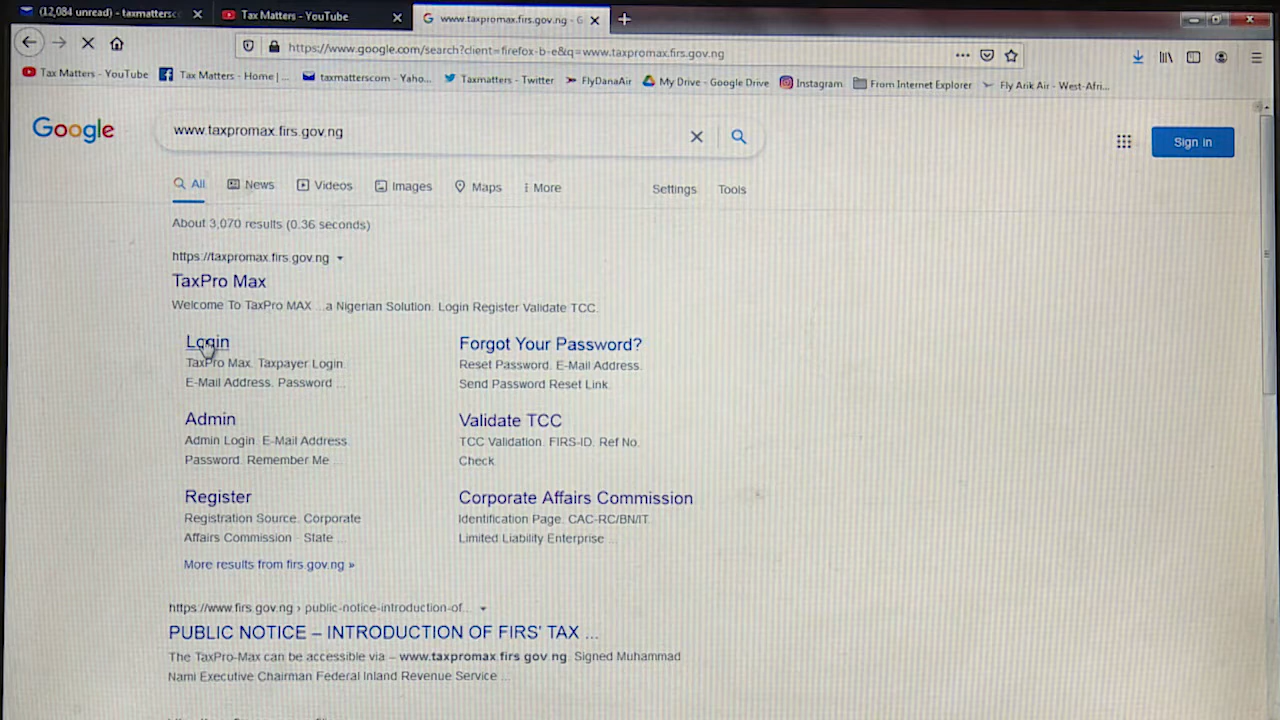 (12,084 unread) - taxmattersc
Tax Matters - YouTube
www.taxpromax.firs.gov.ng - G
https://www.google.com/search?client=firefox-b-e&q=www.taxpromax.firs.gov.ng
Tax Matters - YouTube
Tax Matters - Home | ...
taxmatterscom - Yaho...
Taxmatters - Twitter
FlyDanaAir
My Drive - Google Drive
Instagram
From Internet Explorer
Fly Arik Air - West-Afri...
Google
www.taxpromax.firs.gov.ng
Sign in
All
News
Videos
Images
Maps
More
Settings
Tools
About 3,070 results (0.36 seconds)
https://taxpromax.firs.gov.ng
TaxPro Max
Welcome To TaxPro MAX ...a Nigerian Solution. Login Register Validate TCC.
Login
TaxPro Max. Taxpayer Login.
E-Mail Address. Password ...
Forgot Your Password?
Reset Password. E-Mail Address.
Send Password Reset Link.
Admin
Admin Login. E-Mail Address.
Password. Remember Me ...
Validate TCC
TCC Validation. FIRS-ID. Ref No.
Check.
Register
Registration Source. Corporate
Affairs Commission · State ...
Corporate Affairs Commission
Identification Page. CAC-RC/BN/IT.
Limited Liability Enterprise ...
More results from firs.gov.ng »
https://www.firs.gov.ng › public-notice-introduction-of...
PUBLIC NOTICE – INTRODUCTION OF FIRS' TAX ...
The TaxPro-Max can be accessible via – www.taxpromax.firs.gov.ng. Signed Muhammad
Nami Executive Chairman Federal Inland Revenue Service ...